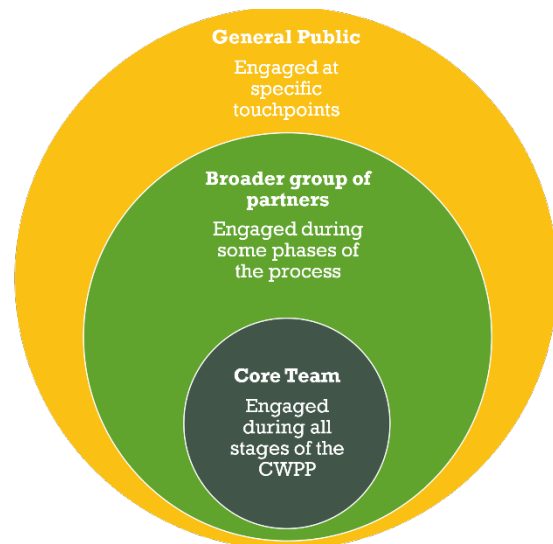 General Public
Engaged at
specific
touchpoints
Broader group of
partners
Engaged during
some phases of
the process
Core Team
Engaged
during all
stages of the
CWPP